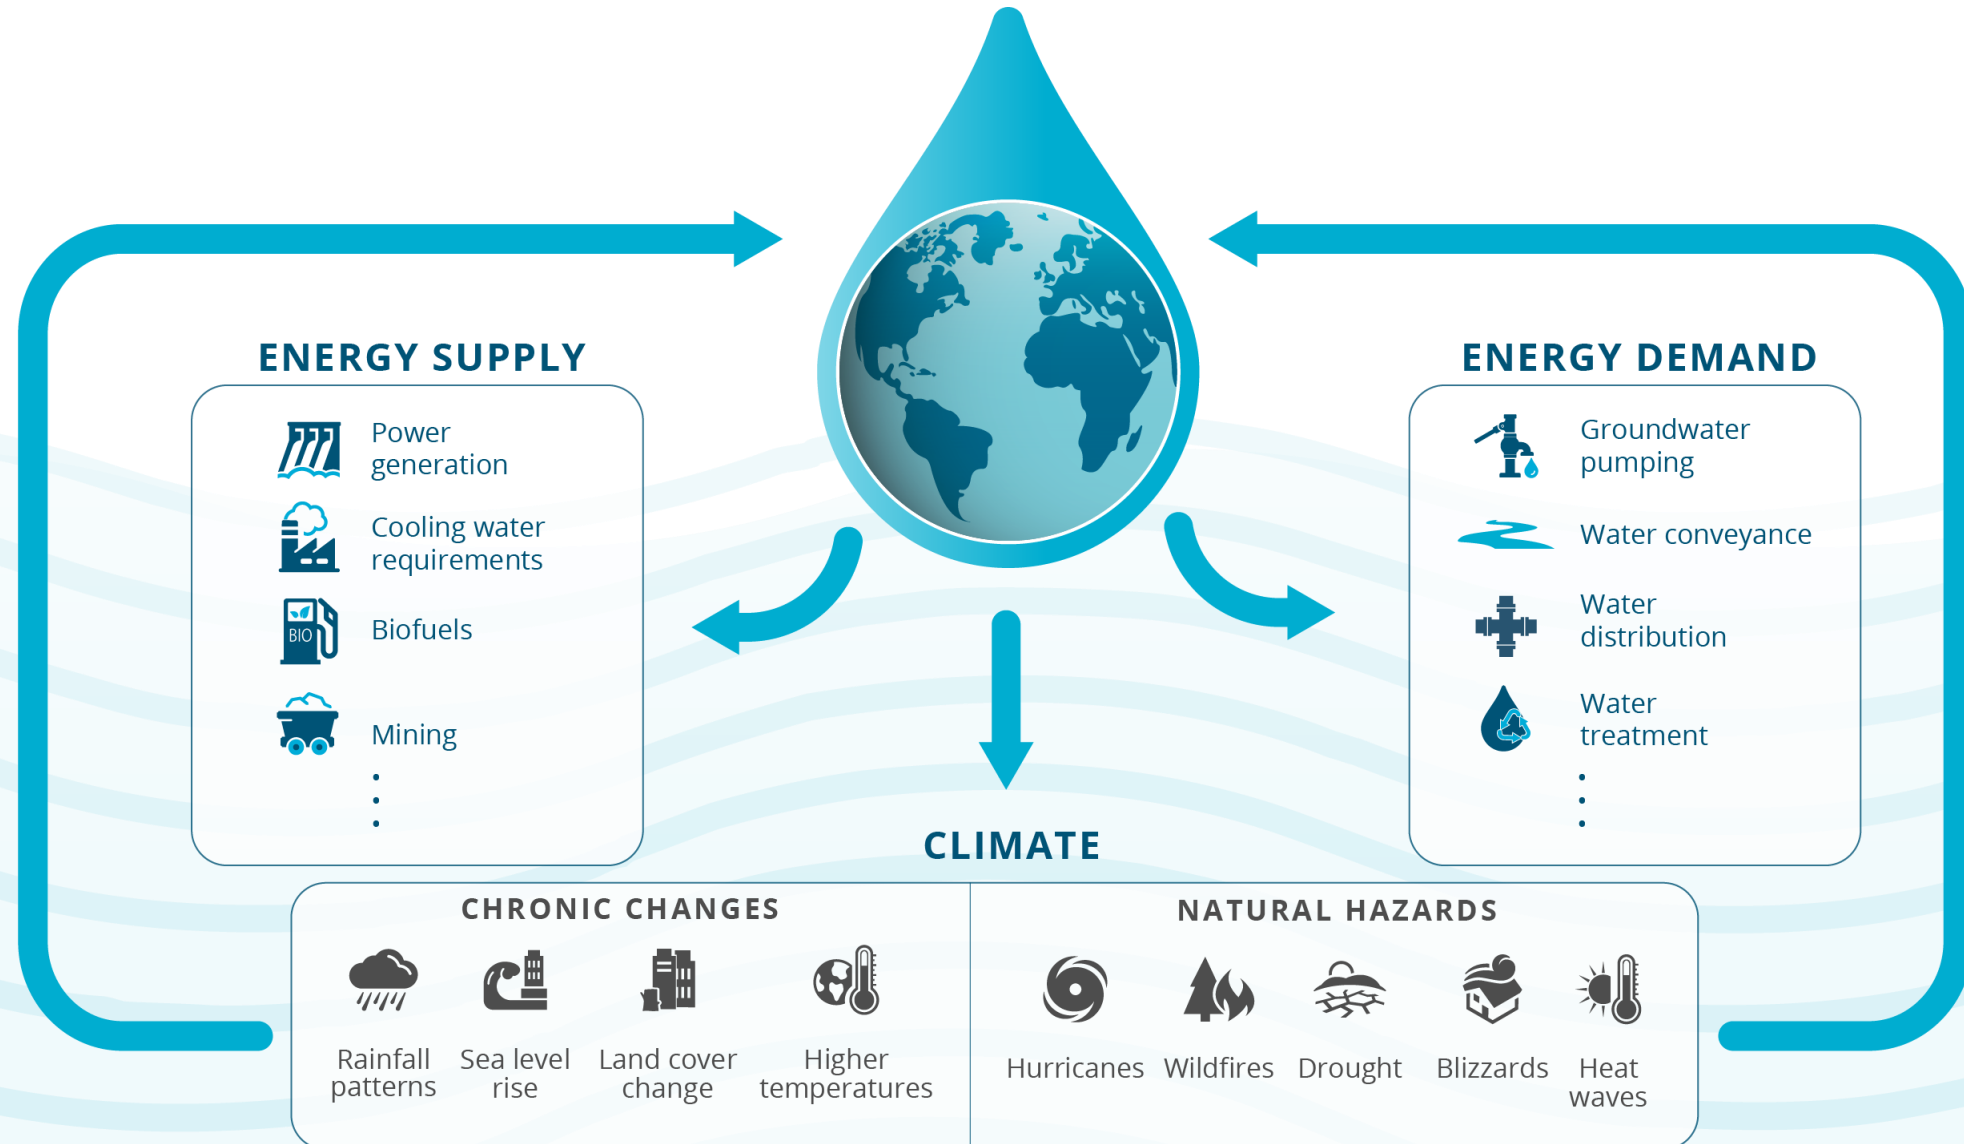 ENERGY SUPPLY
Power
generation
Cooling water
requirements
BIO
Biofuels
Mining
ENERGY DEMAND
Groundwater
pumping
Water conveyance
Water
distribution
Water
treatment
CLIMATE
CHRONIC CHANGES
Rainfall
patterns
Sea level
rise
Land cover
change
Higher
temperatures
NATURAL HAZARDS
Hurricanes
Wildfires
Drought
Blizzards
Heat
waves